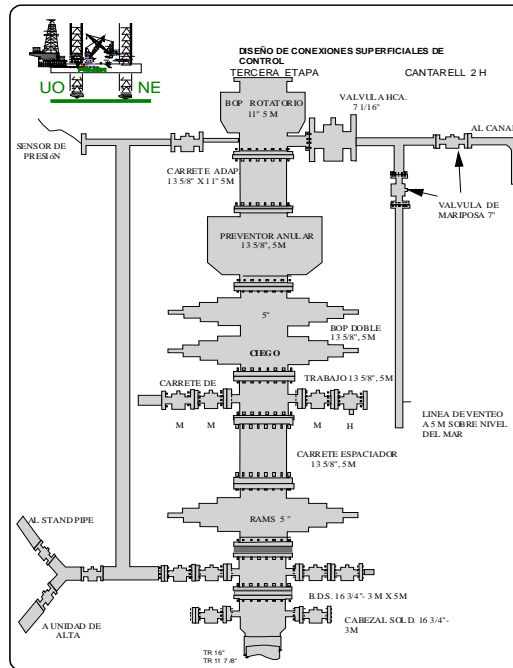 DISEÑO DE CONEXIONES SUPERFICIALES DE
CONTROL
TERCERA ETAPA
CANTARELL 2 H
UO
NE
BOP ROTATORIO
11" 5 M
VALVULA HCA.
7 1/16"
AL CANAL
SENSOR DE
PRESIóN
CARRETE ADAP.
13 5/8" X 11" 5M
VALVULA DE
MARIPOSA 7"
PREVENTOR ANULAR
13 5/8", 5M
5"
BOP DOBLE
13 5/8", 5M
CIEGO
CARRETE DE
TRABAJO 13 5/8", 5M
M
M
M
H
LINEA DE VENTEO
A 5 M SOBRE NIVEL
DEL MAR
CARRETE ESPACIADOR
13 5/8", 5M
RAMS 5"
AL STAND PIPE
B.D.S. 16 3/4"- 3 M X 5M
A UNIDAD DE
ALTA
CABEZAL SOLD. 16 3/4"-
3M
TR 16"
TR 11 7/8"